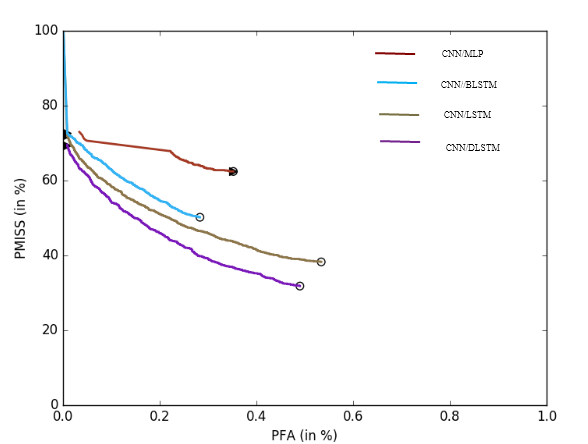 100
80
60
40
20
0
0.0 0.2 0.4 0.6 0.8 1.0
PMISS (in %)
PFA (in %)
CNN/MLP
CNN//BLSTM
CNN/LSTM
CNN/DLSTM